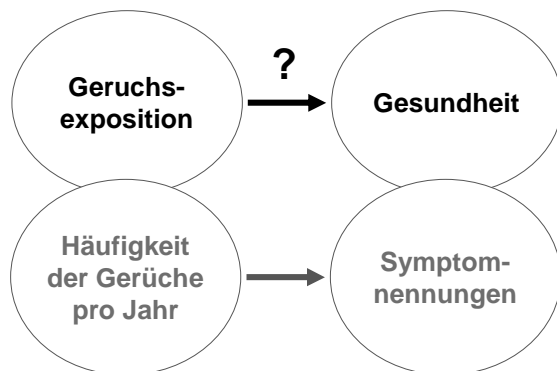 ?
Geruchs-
exposition
Gesundheit
Häufigkeit
der Gerüche
pro Jahr
Symptom-
nennungen